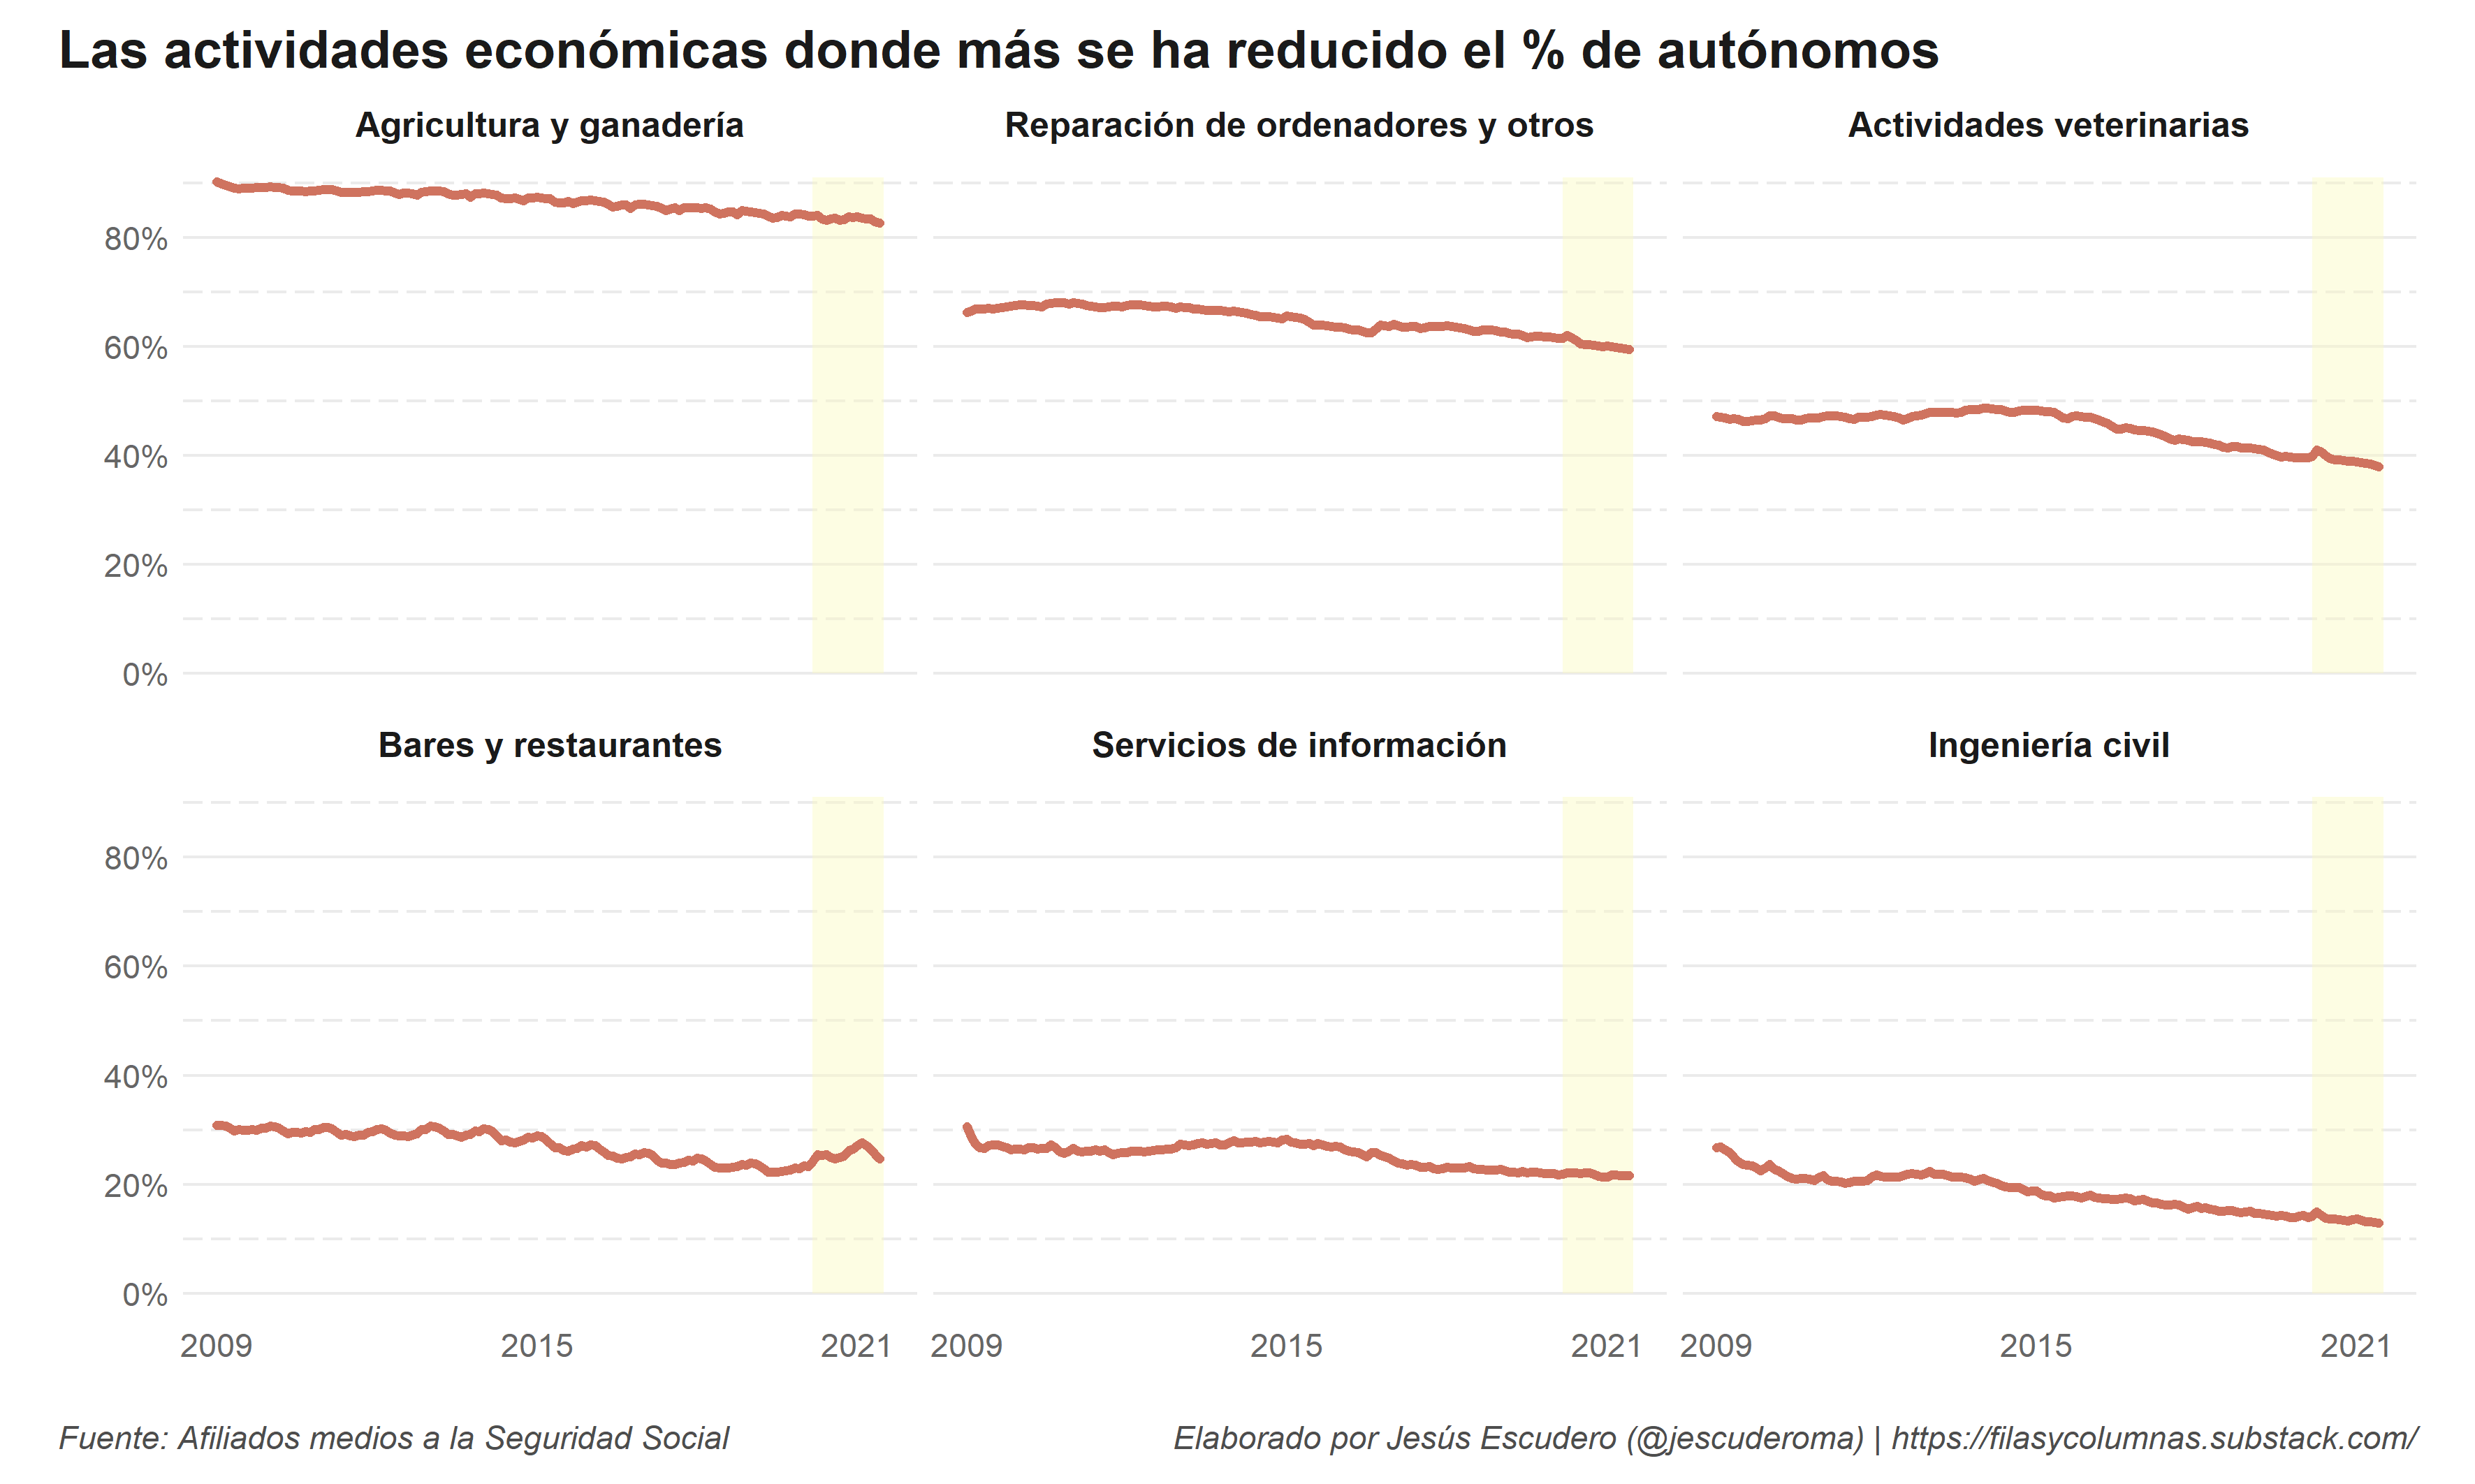 Las actividades económicas donde más se ha reducido el % de autónomos
Agricultura y ganadería
Reparación de ordenadores y otros
Actividades veterinarias
80%
60%
40%
20%
0%
Bares y restaurantes
Servicios de información
Ingeniería civil
80%
60%
40%
20%
0%
2009 2015 2021 2009 2015 2021 2009 2015 2021
Fuente: Afiliados medios a la Seguridad Social
Elaborado por Jesús Escudero (@jescuderoma) | https://filasycolumnas.substack.com/